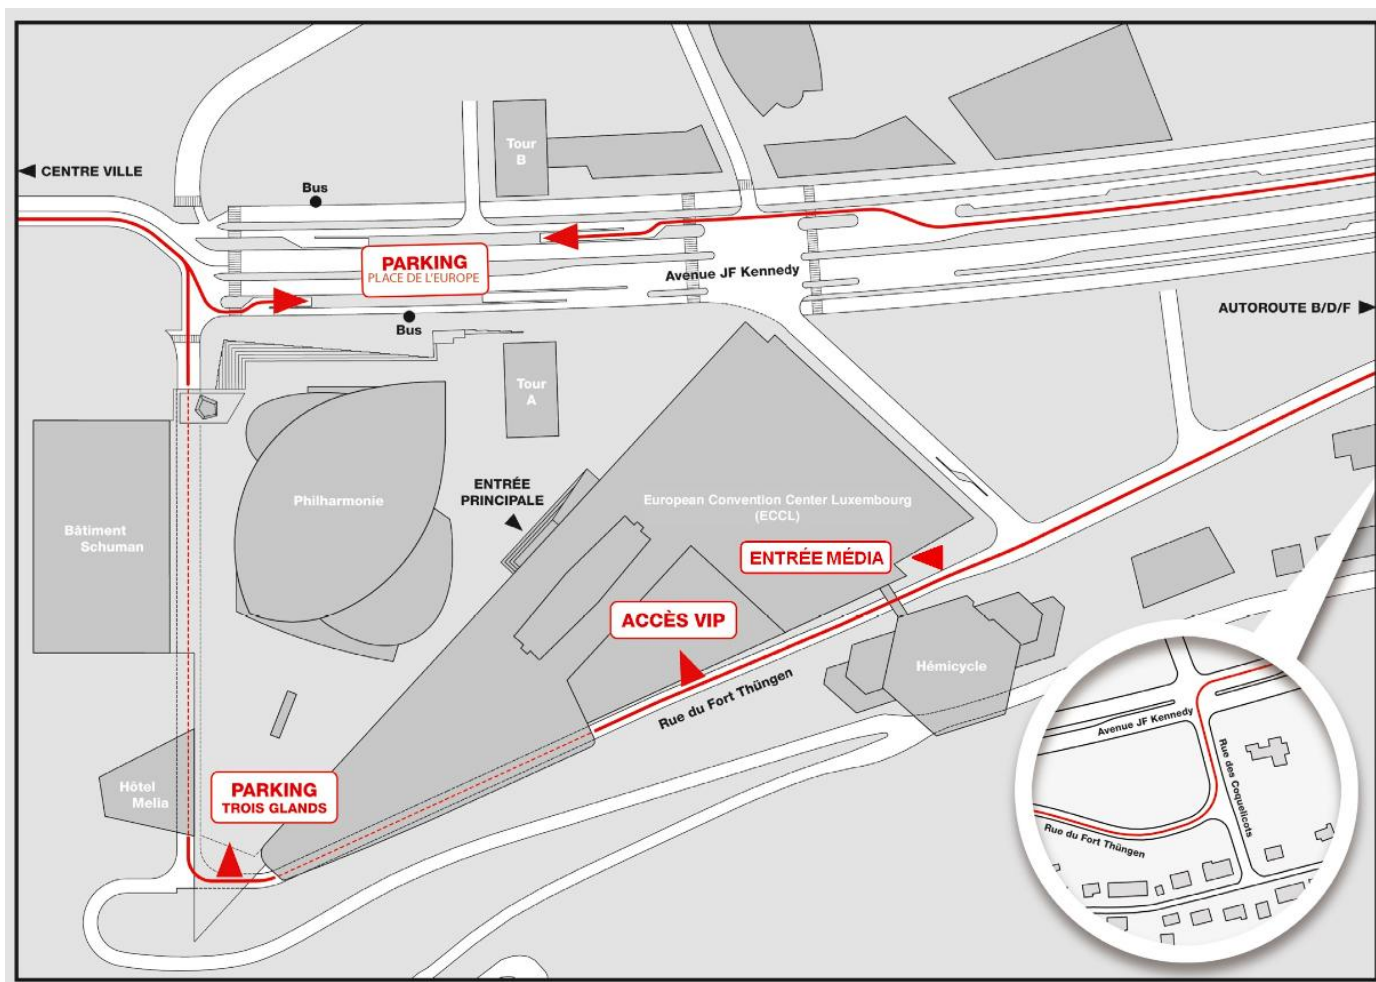 CENTRE VILLE
Bus
Tour
B
PARKING
PLACE DE L'EUROPE
Avenue JF Kennedy
AUTOROUTE B/D/F
Bus
Tour
A
ENTRÉE
PRINCIPALE
Philharmonie
European Convention Center Luxembourg
(ECCL)
Bâtiment
Schuman
ENTRÉE MÉDIA
ACCÈS VIP
Hémicycle
Rue du Fort Thüngen
Hôtel
Melia
PARKING
TROIS GLANDS
Avenue JF Kennedy
Rue des Coquelicots
Rue du Fort Thüngen